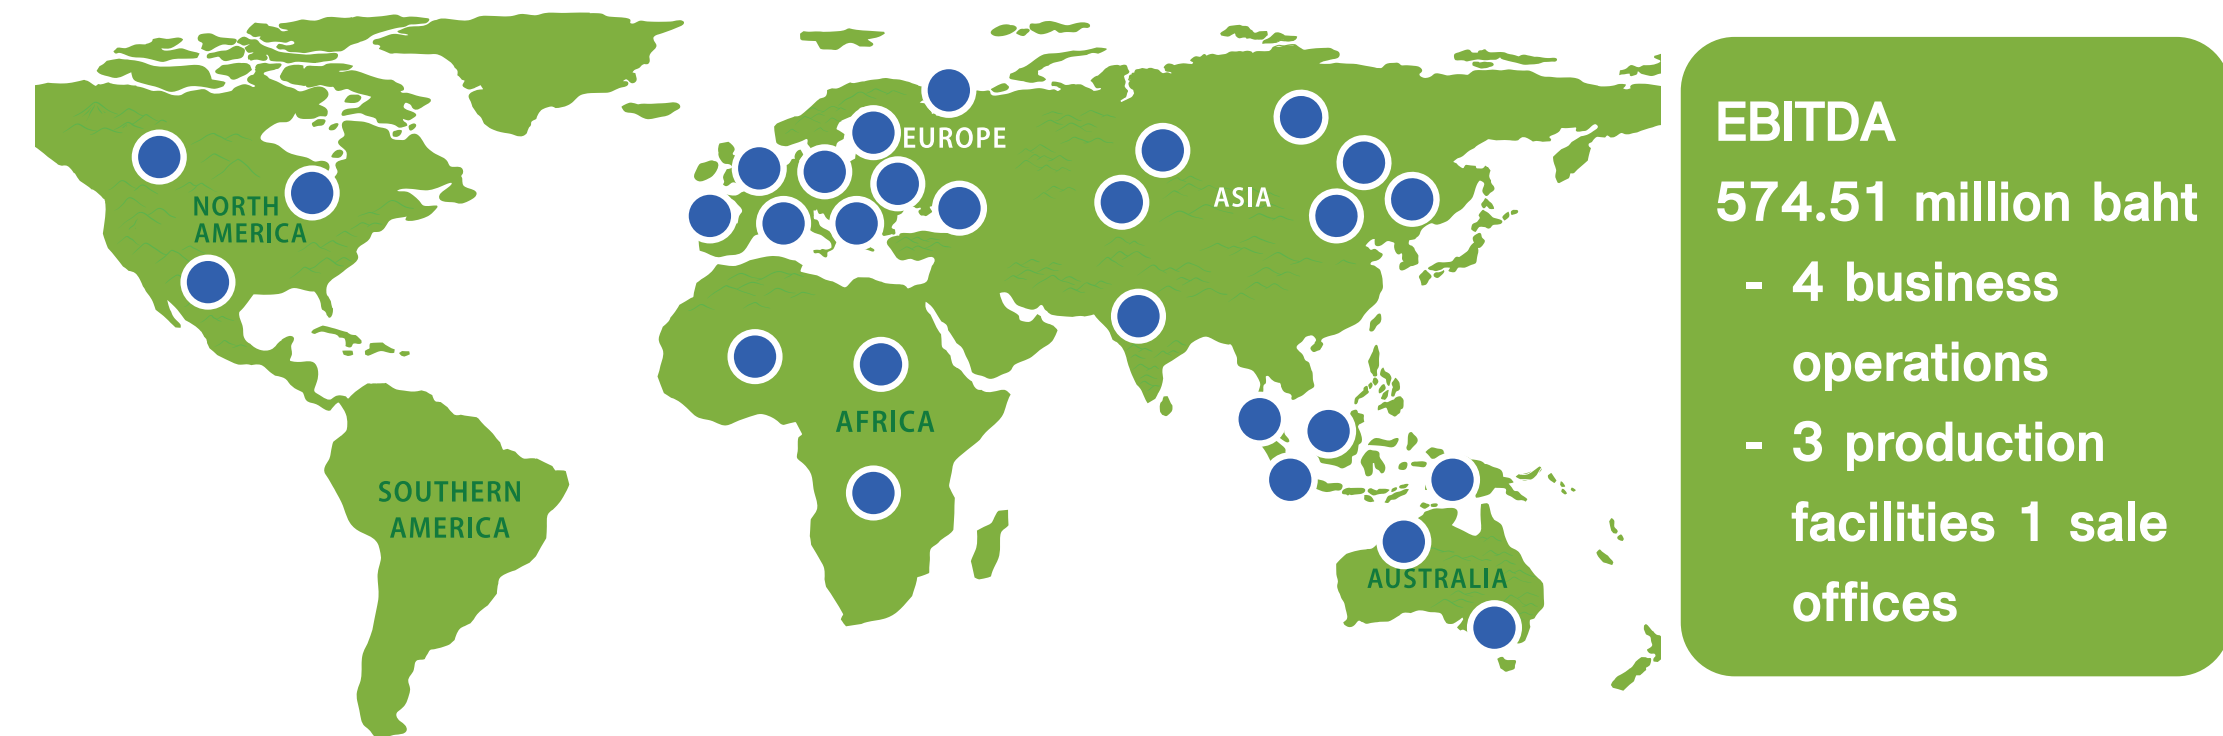 EUROPE
ASIA
NORTH
AMERICA
AFRICA
SOUTHERN
AMERICA
AUSTRALIA
EBITDA
574.51 million baht
- 4 business
operations
- 3 production
facilities 1 sale
offices